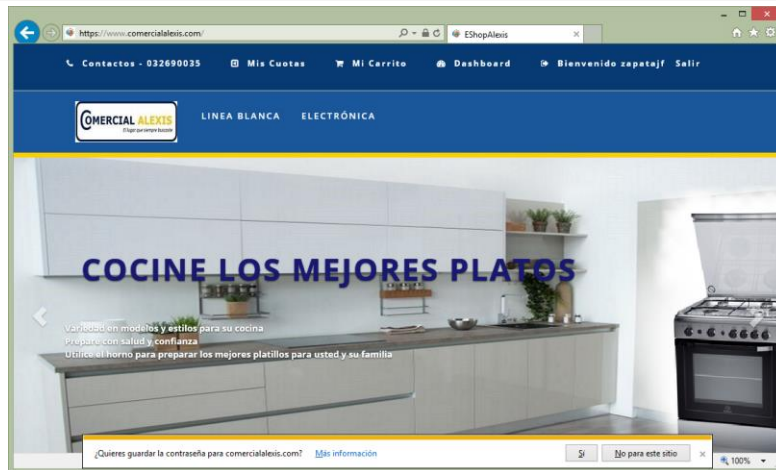 https://www.comercialalexis.com/
EShopAlexis
Contactos - 032690035 Mis Cuotas Mi Carrito Dashboard Bienvenido zapatajf Salir
COMERCIAL ALEXIS
El lugar que siempre buscaste
LINEA BLANCA ELECTRÓNICA
COCINE LOS MEJORES PLATOS
Variedad en modelos y estilos para su cocina
Prepare con salud y confianza
Utilice el horno para preparar los mejores platillos para usted y su familia
¿Quieres guardar la contraseña para comercialalexis.com? Más información Sí No para este sitio
100%